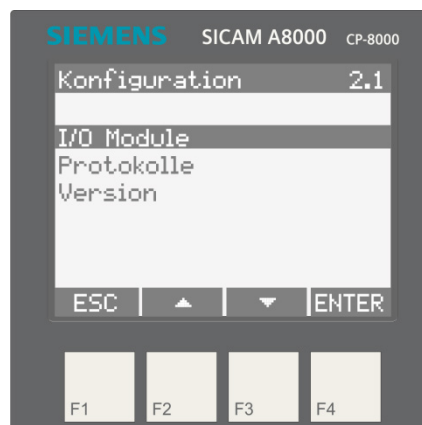 SIEMENS SICAM A8000 CP-8000
Konfiguration 2.1
I/O Module
Protokolle
Version
ESC ▲ ▼ ENTER
F1 F2 F3 F4